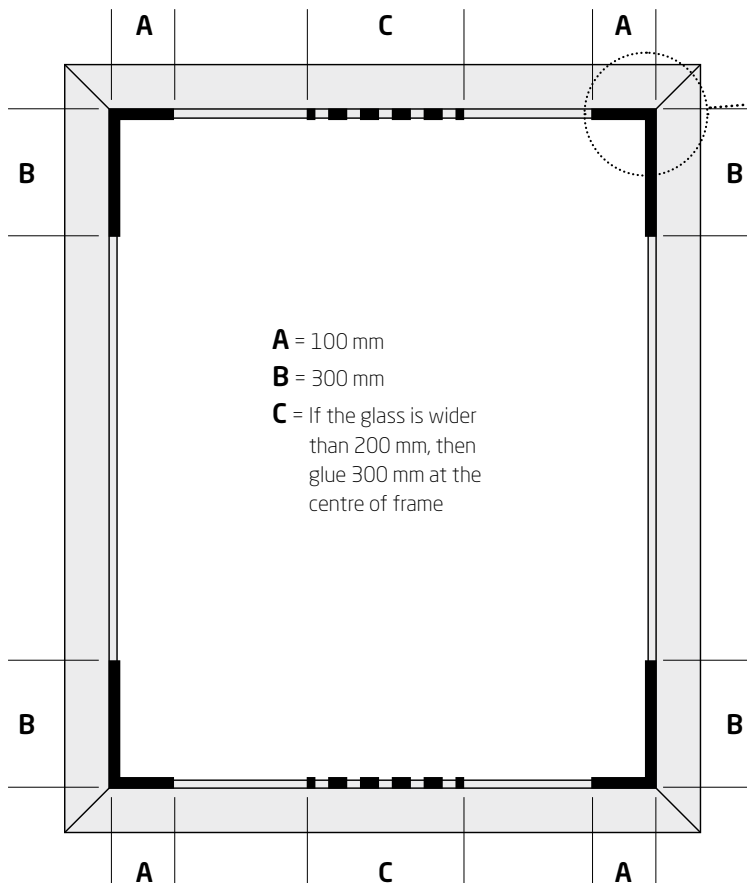 A C A
B B
A = 100 mm
B = 300 mm
C = If the glass is wider
than 200 mm, then
glue 300 mm at the
centre of frame
B B
A C A